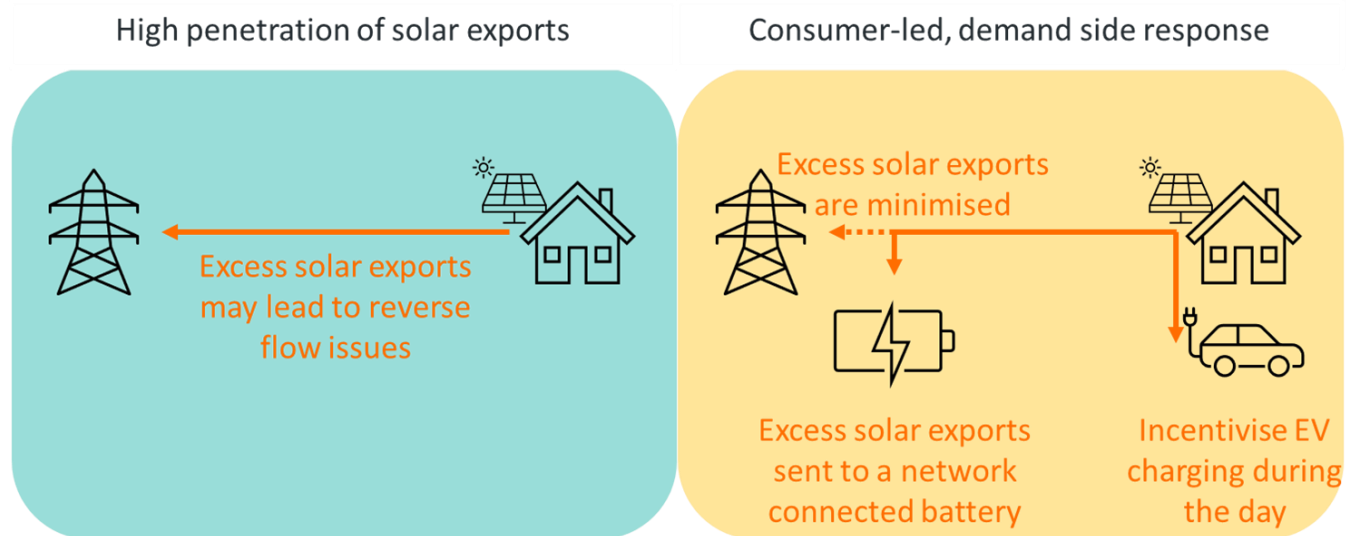 High penetration of solar exports
Consumer-led, demand side response
Excess solar exports
may lead to reverse
flow issues
Excess solar exports
are minimised
Excess solar exports
sent to a network
connected battery
Incentivise EV
charging during
the day